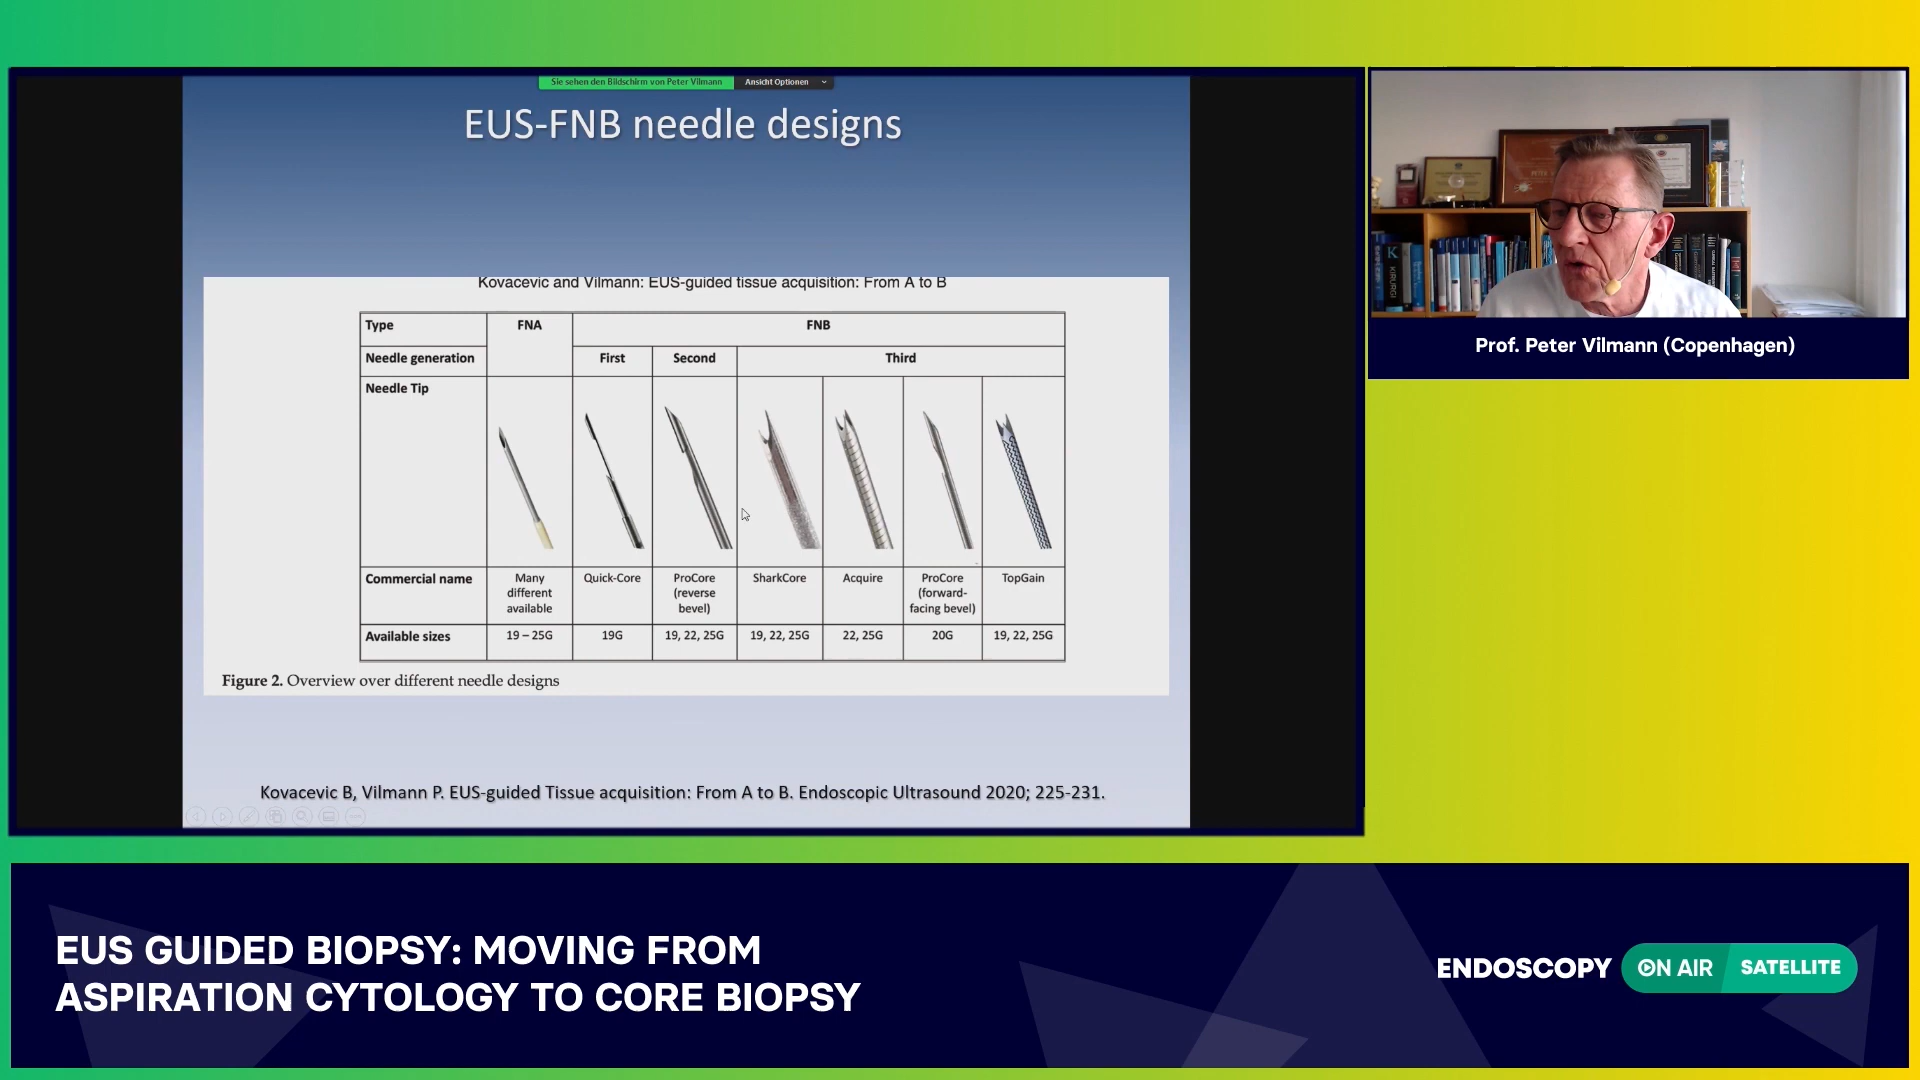 Sie sehen den Bildschirm von Peter Vilmann
Ansicht Optionen
EUS-FNB needle designs
Kovacevic and Vilmann: EUS-guided tissue acquisition: From A to B
Type FNA FNB
Needle generation First Second Third
Needle Tip
Commercial name Many different available Quick-Core ProCore (reverse bevel) SharkCore Acquire ProCore (forward-facing bevel) TopGain
Available sizes 19 – 25G 19G 19, 22, 25G 19, 22, 25G 22, 25G 20G 19, 22, 25G
Figure 2. Overview over different needle designs
Kovacevic B, Vilmann P. EUS-guided Tissue acquisition: From A to B. Endoscopic Ultrasound 2020; 225-231.
KIRURGI
Prof. Peter Vilmann (Copenhagen)
EUS GUIDED BIOPSY: MOVING FROM
ASPIRATION CYTOLOGY TO CORE BIOPSY
ENDOSCOPY ON AIR SATELLITE